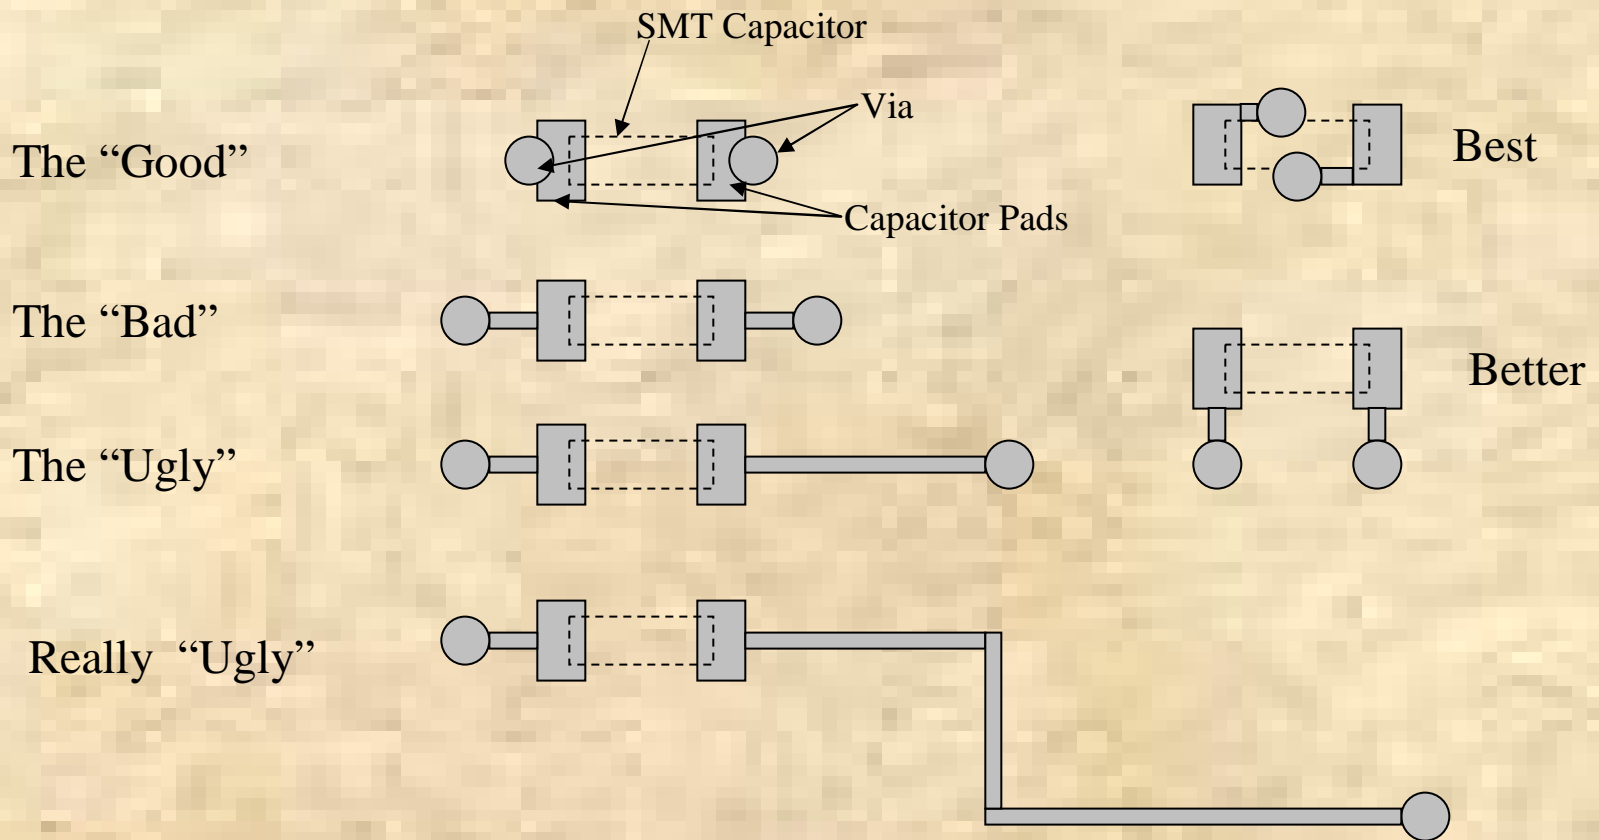 SMT Capacitor
Via
The “Good”
Best
Capacitor Pads
The “Bad”
Better
The “Ugly”
Really “Ugly”